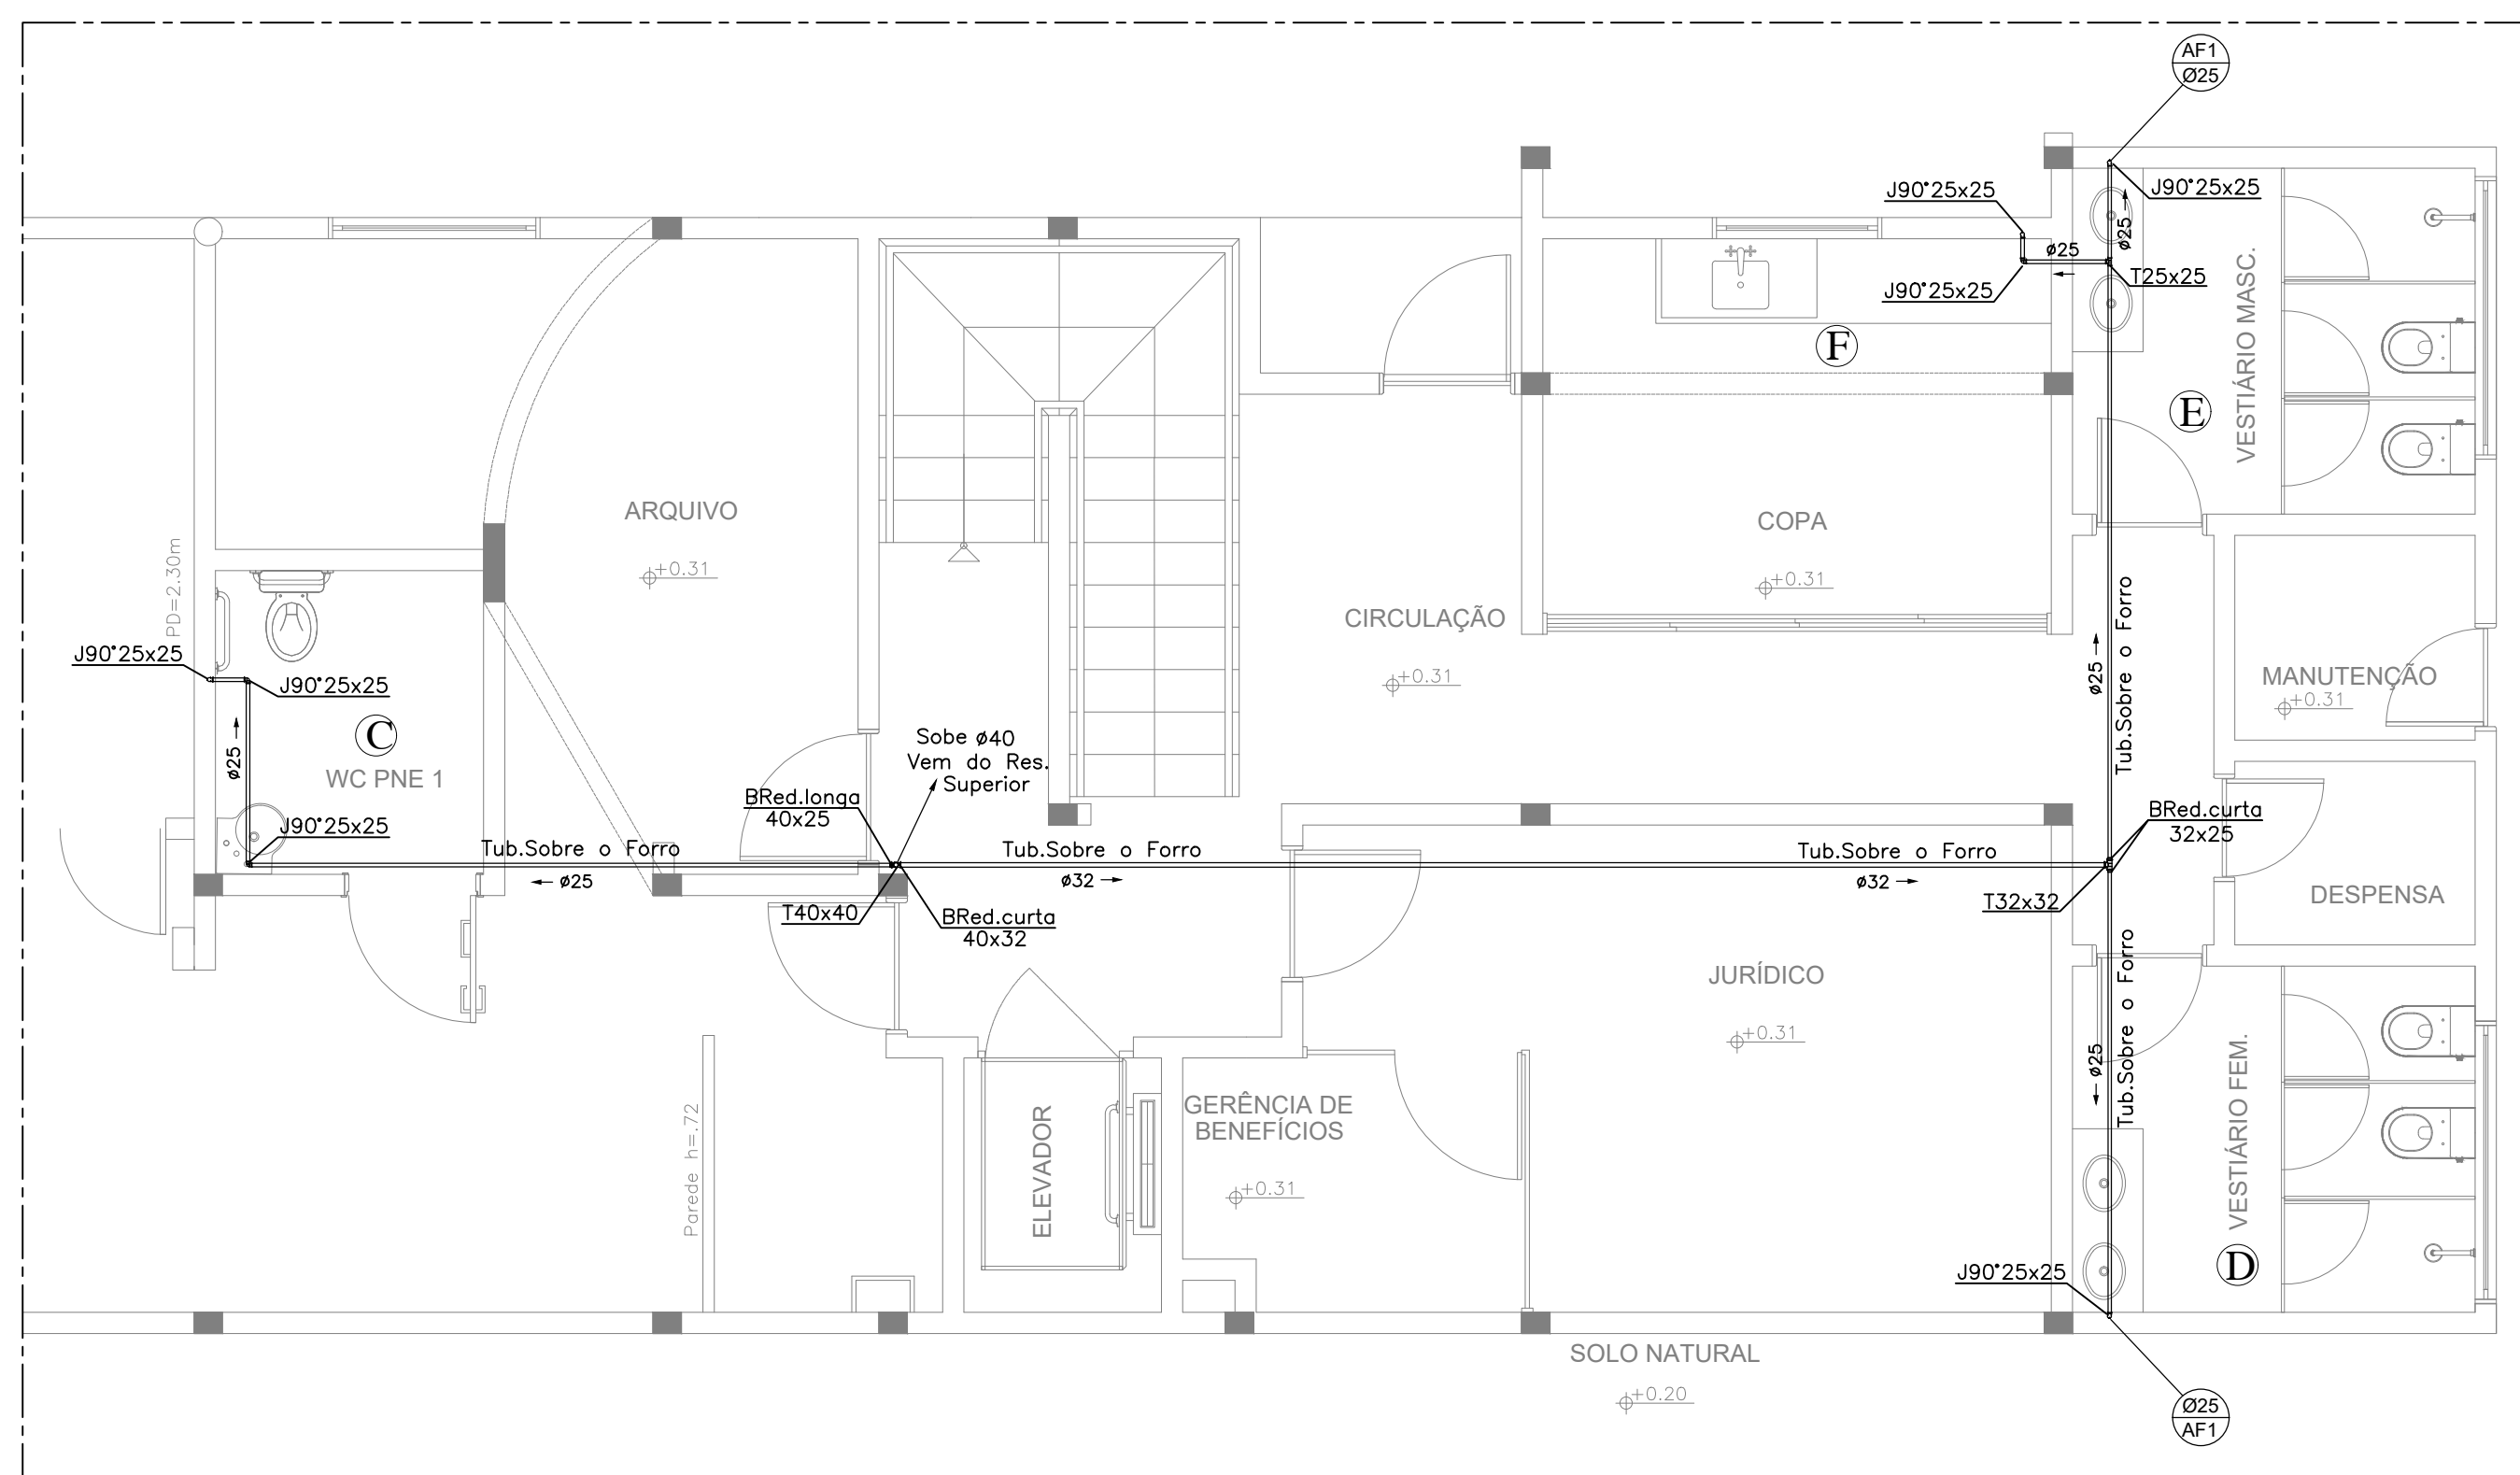 AF1
Ø25
J90°25x25
J90°25x25
ø25
ø25
T25x25
J90°25x25
VESTIÁRIO MASC.
F
E
ARQUIVO
+0.31
COPA
+0.31
PD=2.30m
CIRCULAÇÃO
+0.31
ø25
Tub.Sobre o Forro
MANUTENÇÃO
+0.31
J90°25x25
J90°25x25
ø25
C
WC PNE 1
Sobe ø40
Vem do Res.
Superior
BRed.longa
40x25
BRed.curta
32x25
J90°25x25
Tub.Sobre o Forro
Tub.Sobre o Forro
Tub.Sobre o Forro
ø25
ø32
ø32
T40x40
BRed.curta
40x32
T32x32
DESPENSA
JURÍDICO
+0.31
Tub.Sobre o Forro
ø25
Parede h=.72
ELEVADOR
GERÊNCIA DE
BENEFÍCIOS
+0.31
VESTIÁRIO FEM.
D
J90°25x25
SOLO NATURAL
+0.20
Ø25
AF1